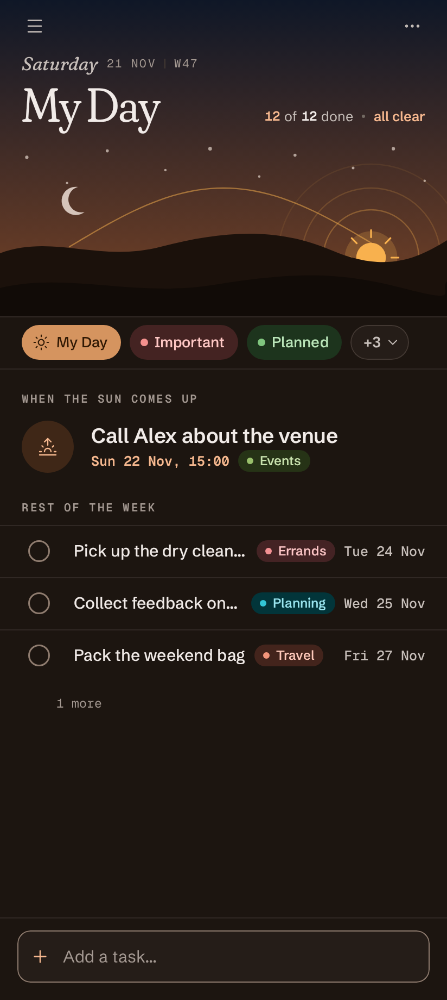 Saturday 21 NOV | W47
My Day
12 of 12 done • all clear
My Day
Important
Planned
+3
WHEN THE SUN COMES UP
Call Alex about the venue
Sun 22 Nov, 15:00 Events
REST OF THE WEEK
Pick up the dry clean... Errands Tue 24 Nov
Collect feedback on... Planning Wed 25 Nov
Pack the weekend bag Travel Fri 27 Nov
1 more
Add a task...